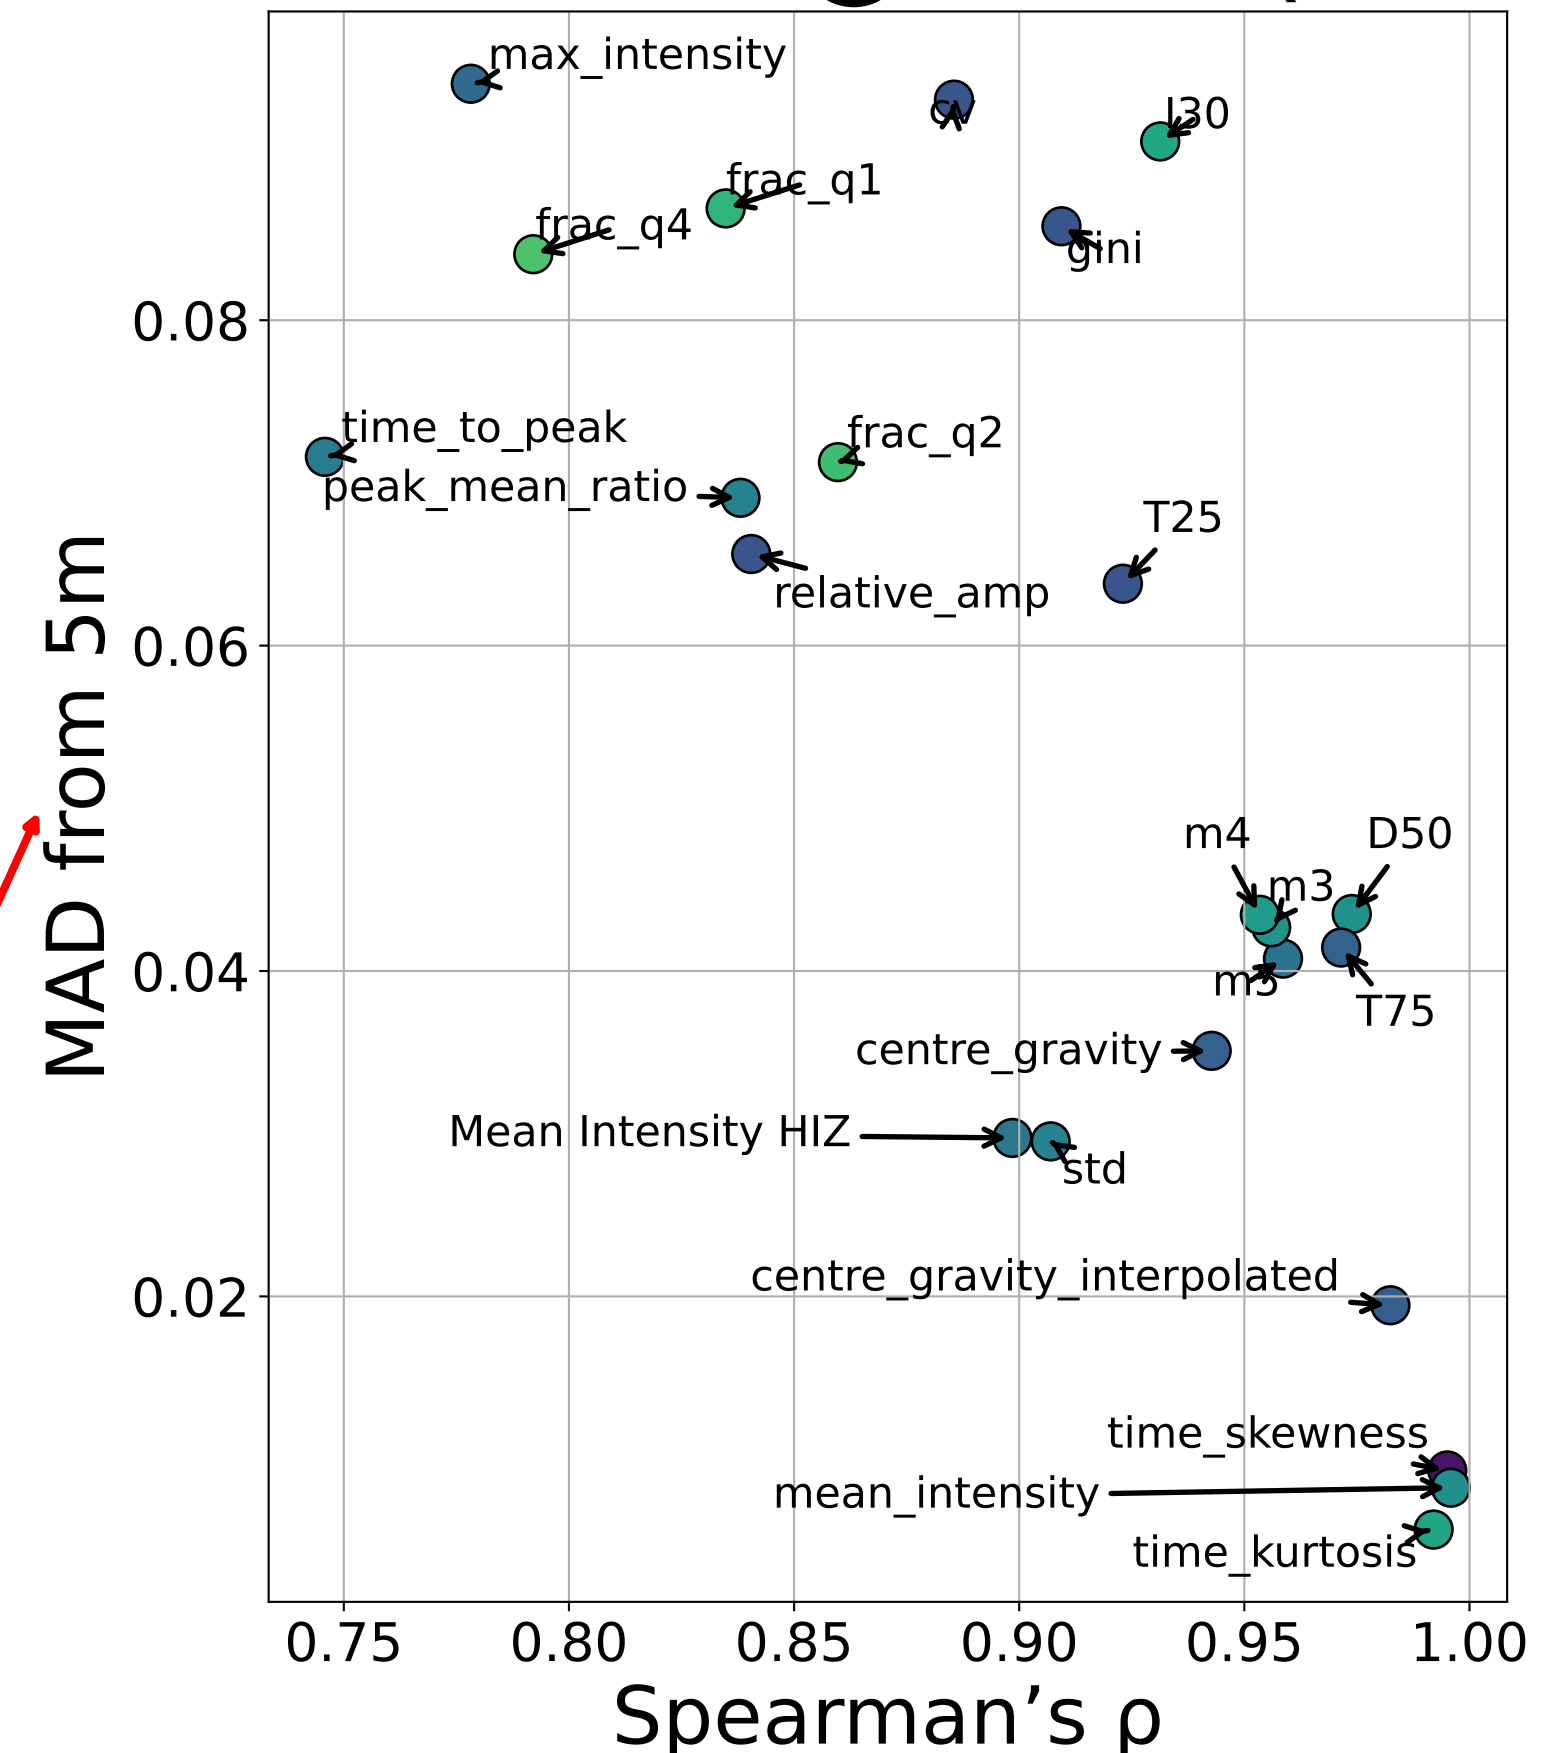 max_intensity
cv
I30
frac_q1
frac_q4
gini
0.08
time_to_peak
frac_q2
peak_mean_ratio
T25
relative_amp
0.06
MAD from 5m
m4
D50
m3
0.04
m5
T75
centre_gravity
Mean Intensity HIZ
std
centre_gravity_interpolated
0.02
time_skewness
mean_intensity
time_kurtosis
0.75 0.80 0.85 0.90 0.95 1.00
Spearman’s ρ